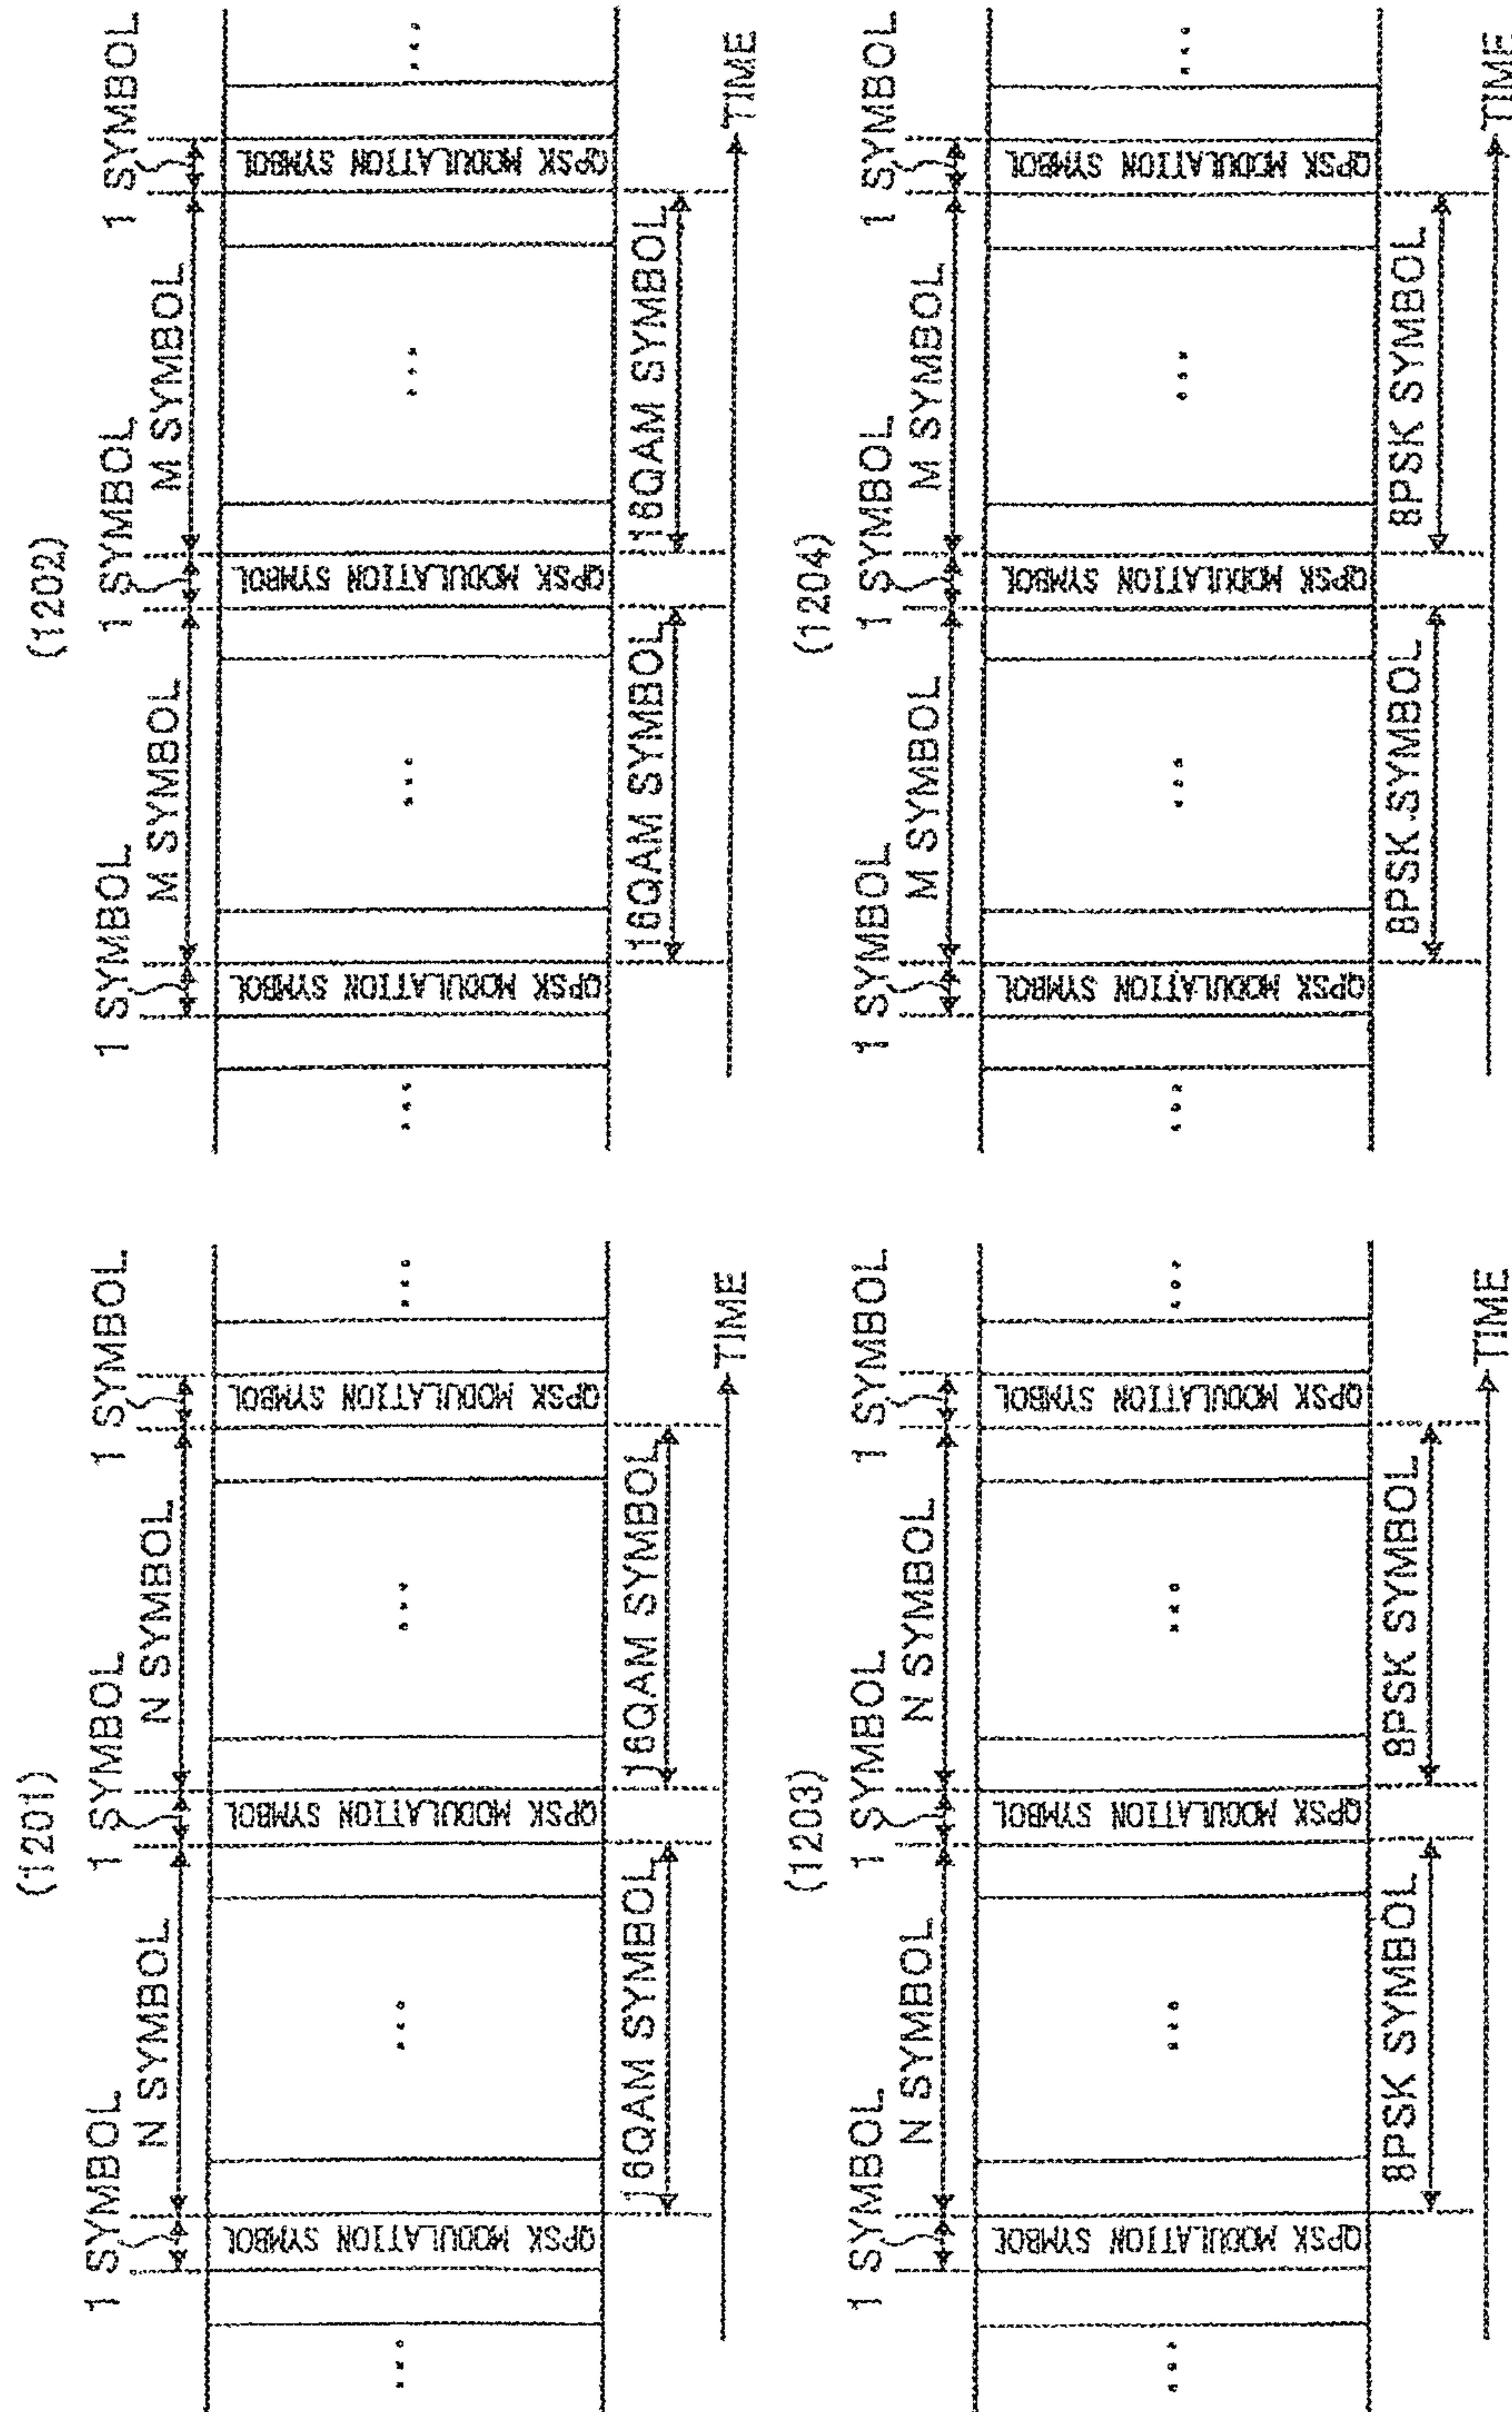 (1201)
1 SYMBOL 1 SYMBOL 1 SYMBOL
N SYMBOL N SYMBOL
QPSK MODULATION SYMBOL
QPSK MODULATION SYMBOL
QPSK MODULATION SYMBOL
16QAM SYMBOL 16QAM SYMBOL
TIME
(1202)
1 SYMBOL 1 SYMBOL 1 SYMBOL
M SYMBOL M SYMBOL
QPSK MODULATION SYMBOL
QPSK MODULATION SYMBOL
QPSK MODULATION SYMBOL
16QAM SYMBOL 16QAM SYMBOL
TIME
(1203)
1 SYMBOL 1 SYMBOL 1 SYMBOL
N SYMBOL N SYMBOL
QPSK MODULATION SYMBOL
QPSK MODULATION SYMBOL
QPSK MODULATION SYMBOL
8PSK SYMBOL 8PSK SYMBOL
TIME
(1204)
1 SYMBOL 1 SYMBOL 1 SYMBOL
M SYMBOL M SYMBOL
QPSK MODULATION SYMBOL
QPSK MODULATION SYMBOL
QPSK MODULATION SYMBOL
8PSK SYMBOL 8PSK SYMBOL
TIME